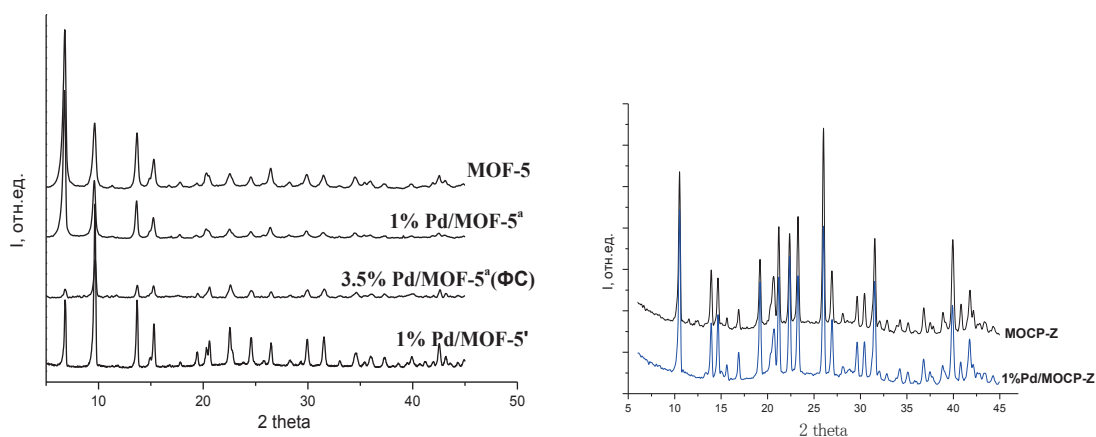 I, отн.ед.
MOF-5
1% Pd/MOF-5ª
3.5% Pd/MOF-5ª(ФС)
1% Pd/MOF-5'
10 20 30 40 50
2 theta
I, отн.ед.
MOCP-Z
1%Pd/MOCP-Z
5 10 15 20 25 30 35 40 45
2 theta